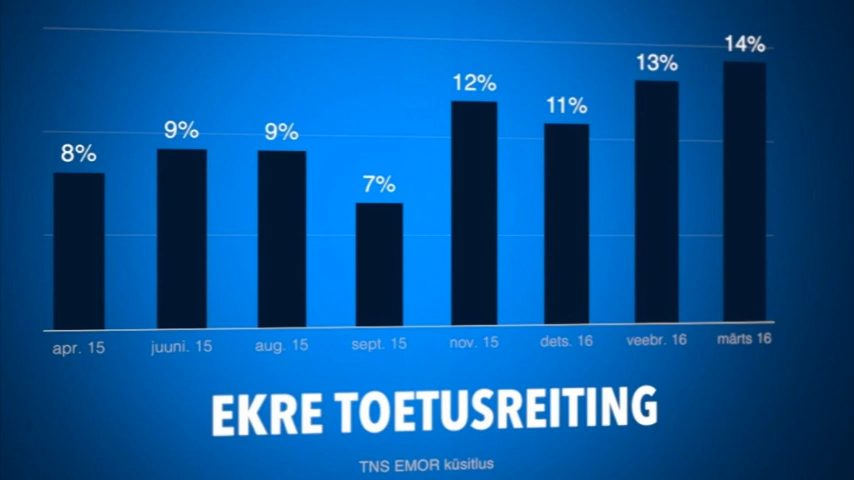 14%
13%
12%
11%
9%
9%
8%
7%
apr. 15 juuni. 15 aug. 15 sept. 15 nov. 15 dets. 16 veebr. 16 märts 16
EKRE TOETUSREITING
TNS EMOR küsitlus